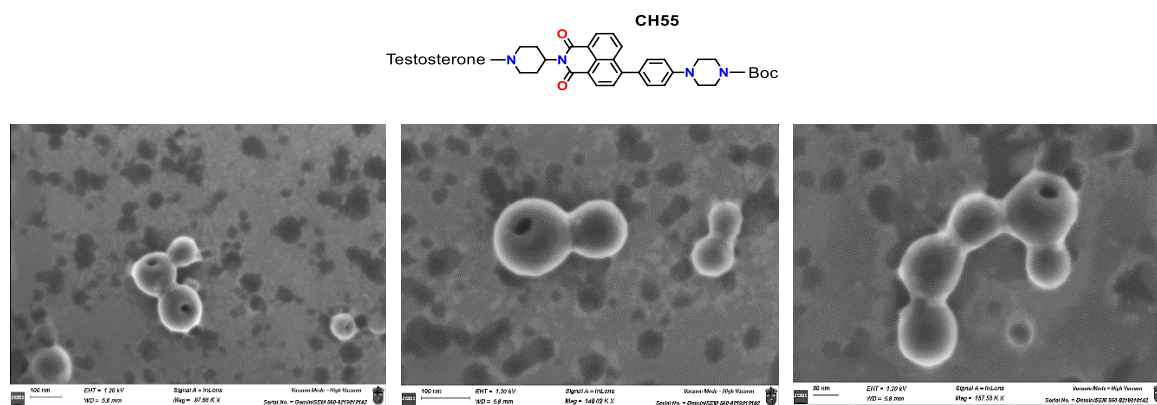 CH55
O
Testosterone N N N N Boc
O
100 nm EHT = 1.20 kV Signal A = InLens Vacuum Mode = High Vacuum
WD = 5.8 mm
100 nm EHT = 1.20 kV Signal A = InLens Vacuum Mode = High Vacuum
WD = 5.8 mm
50 nm EHT = 1.20 kV Signal A = InLens Vacuum Mode = High Vacuum
WD = 5.8 mm